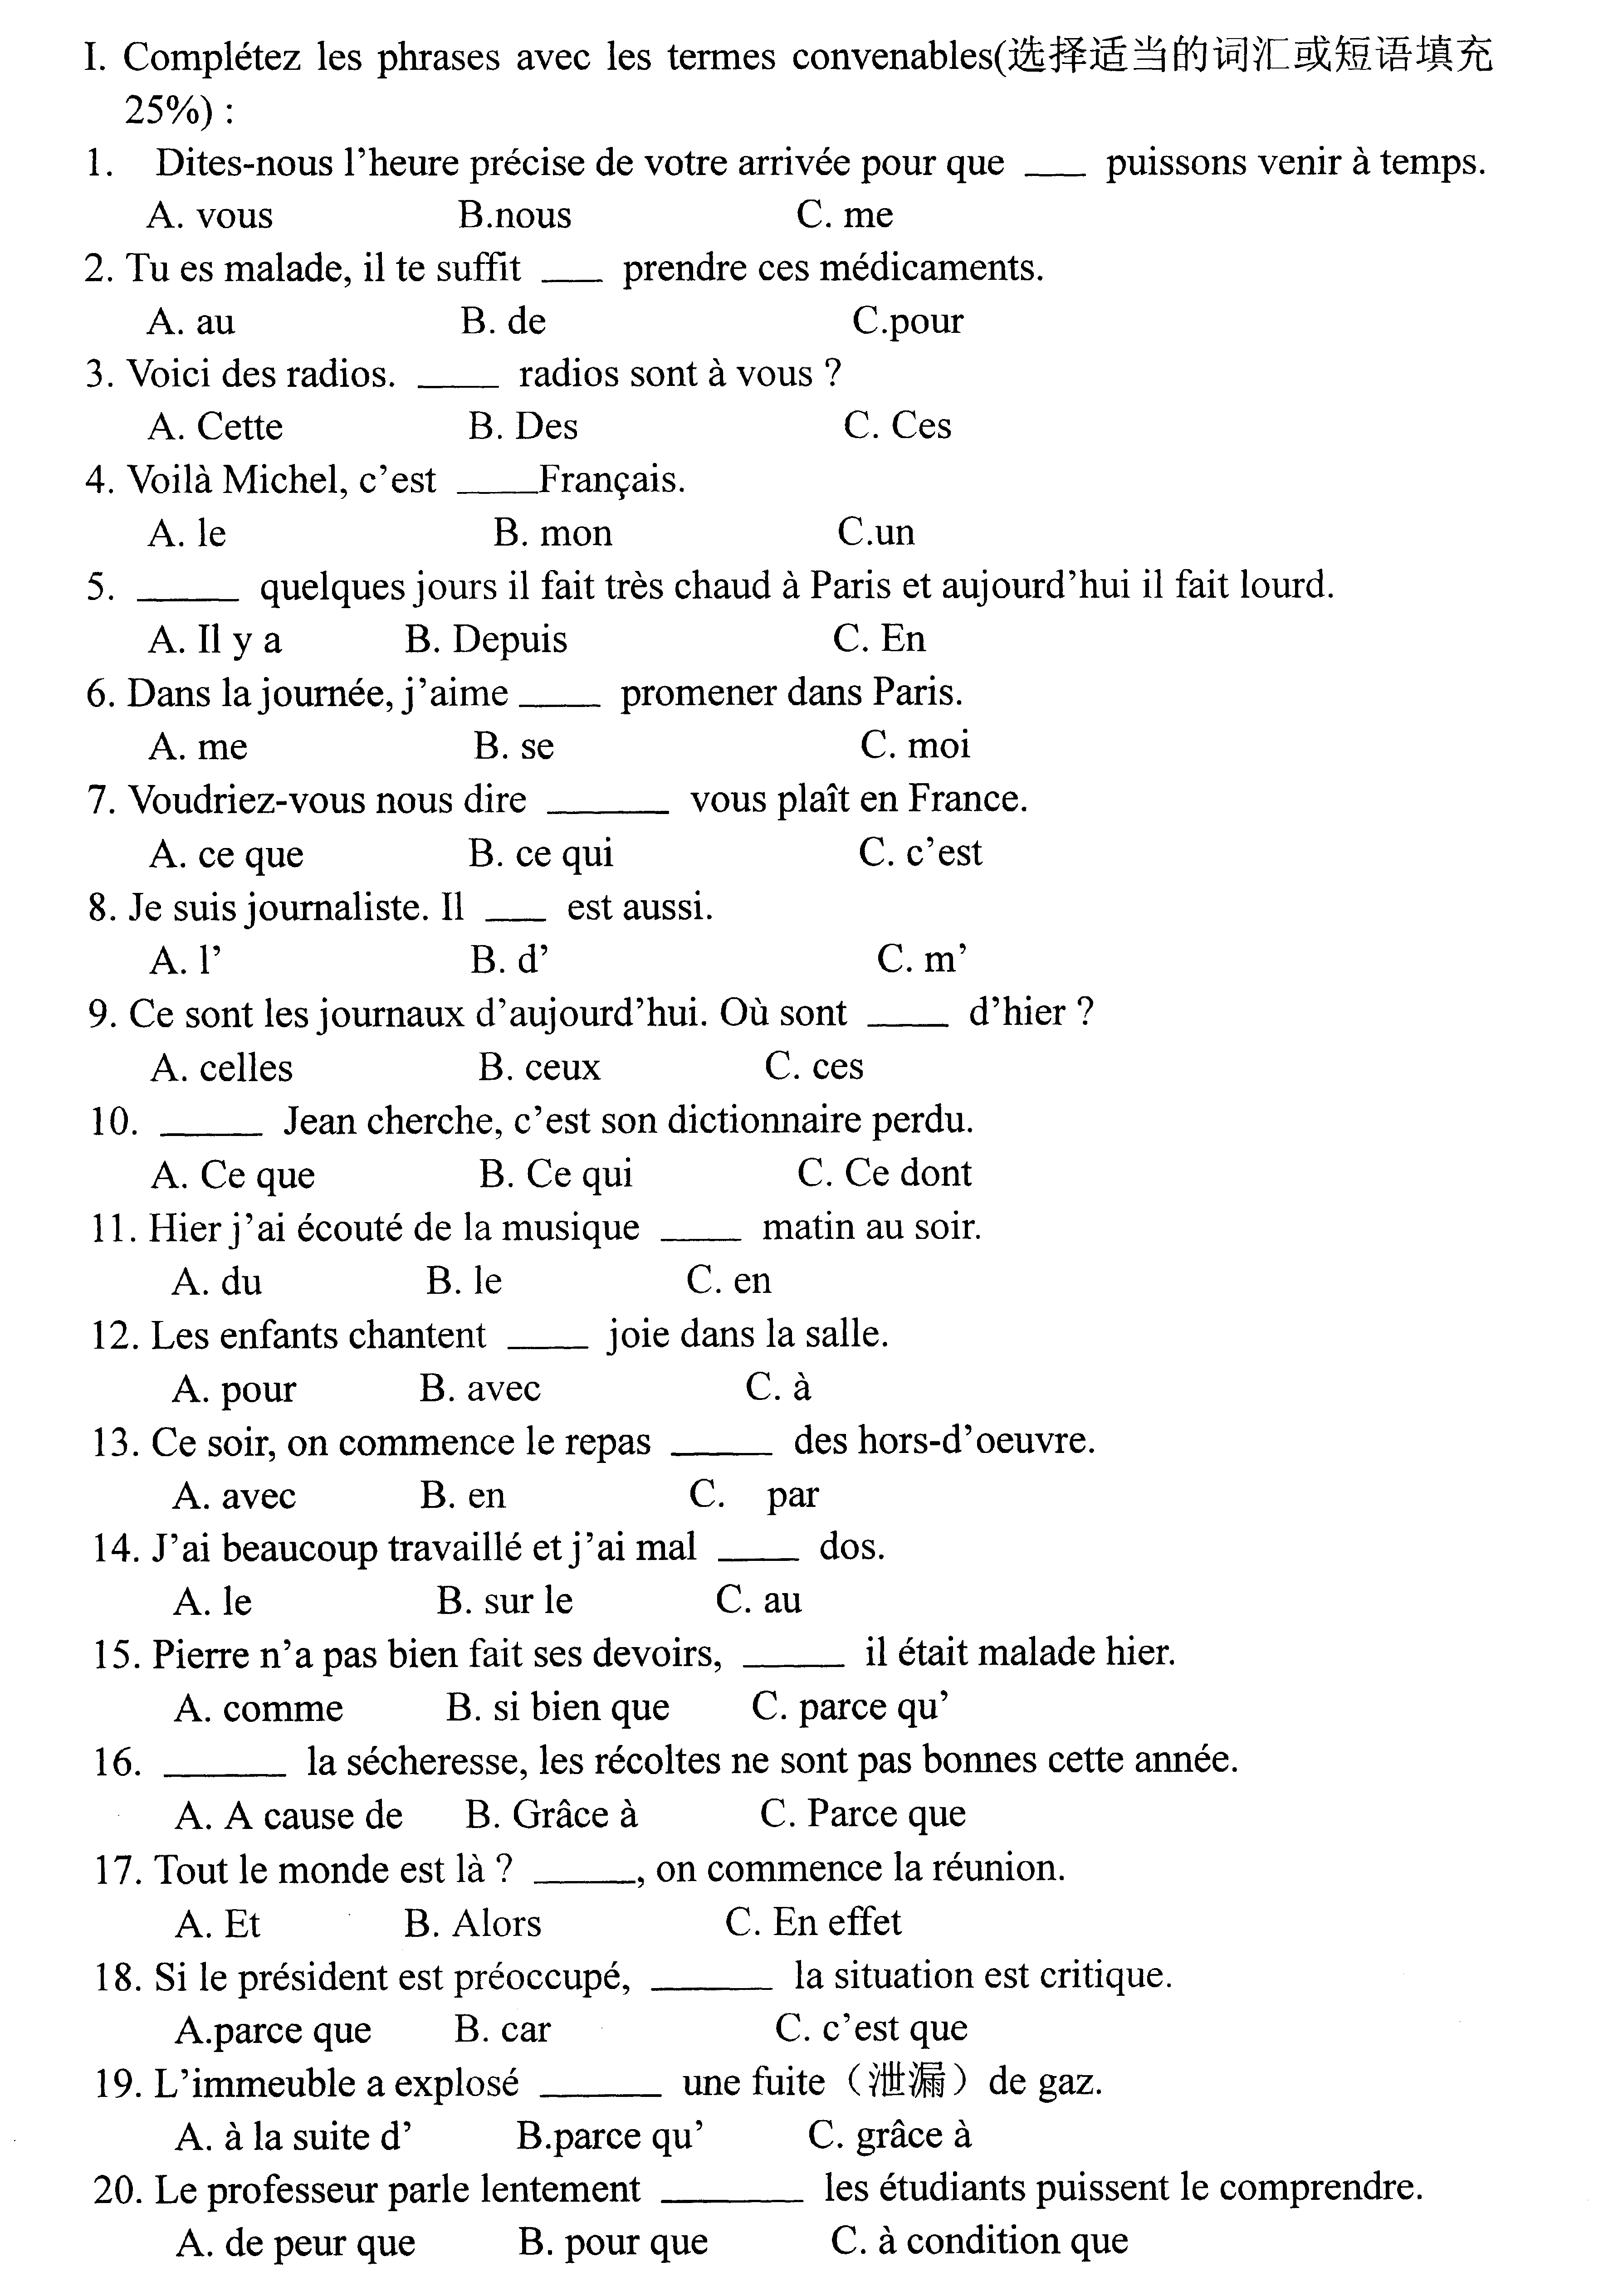 I. Complétez les phrases avec les termes convenables(选择适当的词汇或短语填充
25%) :
1. Dites-nous l’heure précise de votre arrivée pour que ___ puissons venir à temps.
A. vous B.nous C. me
2. Tu es malade, il te suffit ___ prendre ces médicaments.
A. au B. de C.pour
3. Voici des radios. ____ radios sont à vous ?
A. Cette B. Des C. Ces
4. Voilà Michel, c’est ____Français.
A. le B. mon C.un
5. _____ quelques jours il fait très chaud à Paris et aujourd’hui il fait lourd.
A. Il y a B. Depuis C. En
6. Dans la journée, j’aime ____ promener dans Paris.
A. me B. se C. moi
7. Voudriez-vous nous dire ______ vous plaît en France.
A. ce que B. ce qui C. c’est
8. Je suis journaliste. Il ___ est aussi.
A. l’ B. d’ C. m’
9. Ce sont les journaux d’aujourd’hui. Où sont ____ d’hier ?
A. celles B. ceux C. ces
10. _____ Jean cherche, c’est son dictionnaire perdu.
A. Ce que B. Ce qui C. Ce dont
11. Hier j’ai écouté de la musique ____ matin au soir.
A. du B. le C. en
12. Les enfants chantent ____ joie dans la salle.
A. pour B. avec C. à
13. Ce soir, on commence le repas _____ des hors-d’oeuvre.
A. avec B. en C. par
14. J’ai beaucoup travaillé et j’ai mal ____ dos.
A. le B. sur le C. au
15. Pierre n’a pas bien fait ses devoirs, _____ il était malade hier.
A. comme B. si bien que C. parce qu’
16. ______ la sécheresse, les récoltes ne sont pas bonnes cette année.
A. A cause de B. Grâce à C. Parce que
17. Tout le monde est là ? _____, on commence la réunion.
A. Et B. Alors C. En effet
18. Si le président est préoccupé, ______ la situation est critique.
A.parce que B. car C. c’est que
19. L’immeuble a explosé ______ une fuite（泄漏）de gaz.
A. à la suite d’ B.parce qu’ C. grâce à
20. Le professeur parle lentement _______ les étudiants puissent le comprendre.
A. de peur que B. pour que C. à condition que